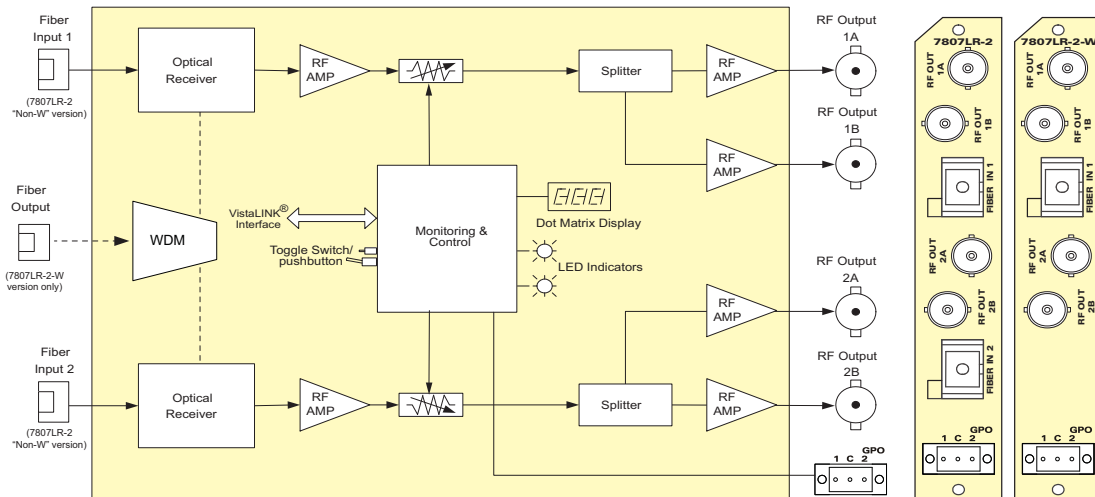 Fiber
Input 1
(7807LR-2
"Non-W" version)
Optical
Receiver
RF
AMP
Splitter
RF
AMP
RF Output
1A
RF Output
1B
RF
AMP
Fiber
Output
(7807LR-2-W
version only)
WDM
VistaLINK®
Interface
Toggle Switch/
pushbutton
Monitoring &
Control
Dot Matrix Display
LED Indicators
RF
AMP
RF Output
2A
Fiber
Input 2
(7807LR-2
"Non-W" version)
Optical
Receiver
RF
AMP
Splitter
RF
AMP
RF Output
2B
GPO
1 C 2
7807LR-2
RF OUT
1A
RF OUT
1B
FIBER IN 1
RF OUT
2A
RF OUT
2B
FIBER IN 2
GPO
1 C 2
7807LR-2-W
RF OUT
1A
RF OUT
1B
FIBER IN 1
RF OUT
2A
RF OUT
2B
GPO
1 C 2